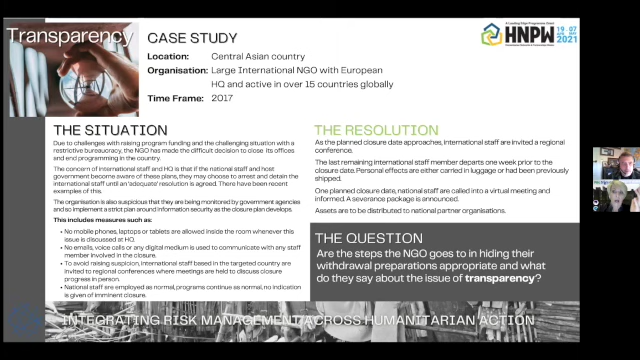 Transparency
CASE STUDY
Location: Central Asian country
Organisation: Large International NGO with European
HQ and active in over 15 countries globally
Time Frame: 2017
HNPW
2021
THE SITUATION
Due to challenges with raising program funding and the challenging situation with a
restrictive bureaucracy, the NGO has made the difficult decision to close its offices
and end programming in the country.
The concern of international staff and HQ is that if the national staff and host
government become aware of these plans, they may choose to arrest and detain the
international staff until an 'adequate' resolution is agreed. There have been recent
examples of this.
The organisation is also suspicious that they are being monitored by government agencies
and so implement a strict plan around information security as the closure plan develops.
This includes measures such as:
• No mobile phones, laptops or tablets are allowed inside the room whenever this
issue is discussed at HQ.
• No emails, voice calls or any digital medium is used to communicate with any staff
member involved in the closure.
• To avoid raising suspicion, international staff based in the targeted country are
invited to regional conferences where meetings are held to discuss closure
progress in person.
• National staff are employed as normal, programs continue as normal, no indication
is given of imminent closure.
THE RESOLUTION
As the planned closure date approaches, international staff are invited a regional
conference.
The last remaining international staff member departs one week prior to the
closure date. Personal effects are either carried in luggage or had been previously
shipped.
One planned closure date, national staff are called into a virtual meeting and
informed. A severance package is announced.
Assets are to be distributed to national partner organisations.
THE QUESTION
Are the steps the NGO goes to in hiding their
withdrawal preparations appropriate and what
do they say about the issue of transparency?
INTEGRATING RISK MANAGEMENT ACROSS HUMANITARIAN ACTION